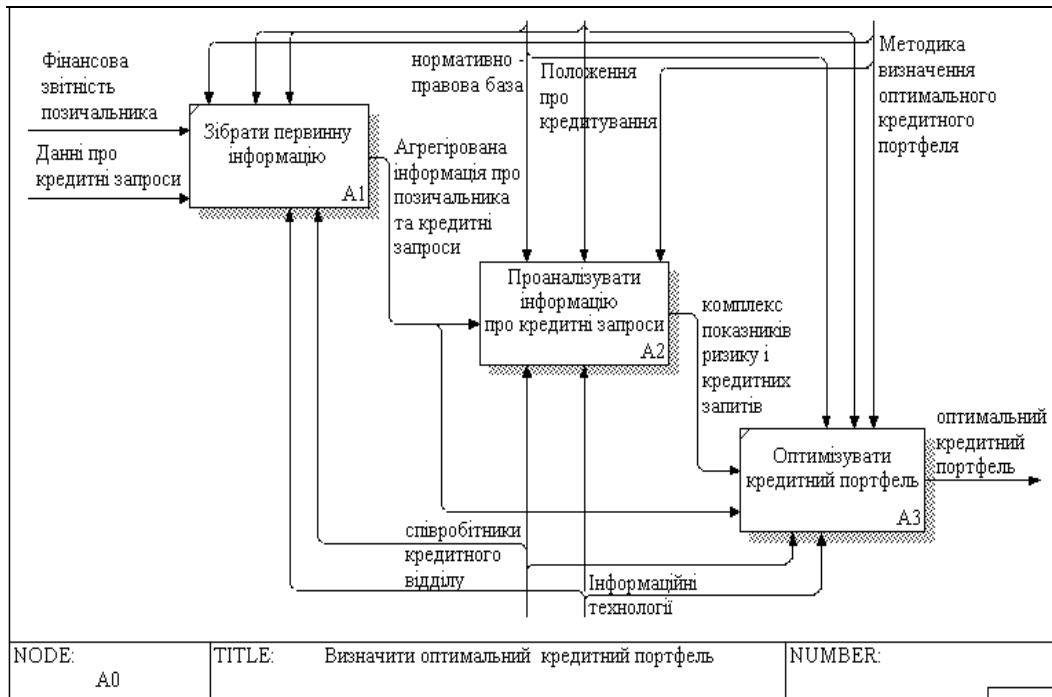 Фінансова
звітність
позичальника
Данні про
кредитні запроси
Зібрати первинну
інформацію
A1
нормативно -
правова база
Положення
про
кредитування
Методика
визначення
оптимального
кредитного
портфеля
Агрегірована
інформація про
позичальника
та кредитні
запроси
Проаналізувати
інформацію
про кредитні запроси
A2
комплекс
показників
ризику і
кредитних
запитів
Оптимізувати
кредитний портфель
A3
оптимальний
кредитний
портфель
співробітники
кредитного
відділу
Інформаційні
технології
NODE:
A0
TITLE: Визначити оптимальний кредитний портфель
NUMBER: